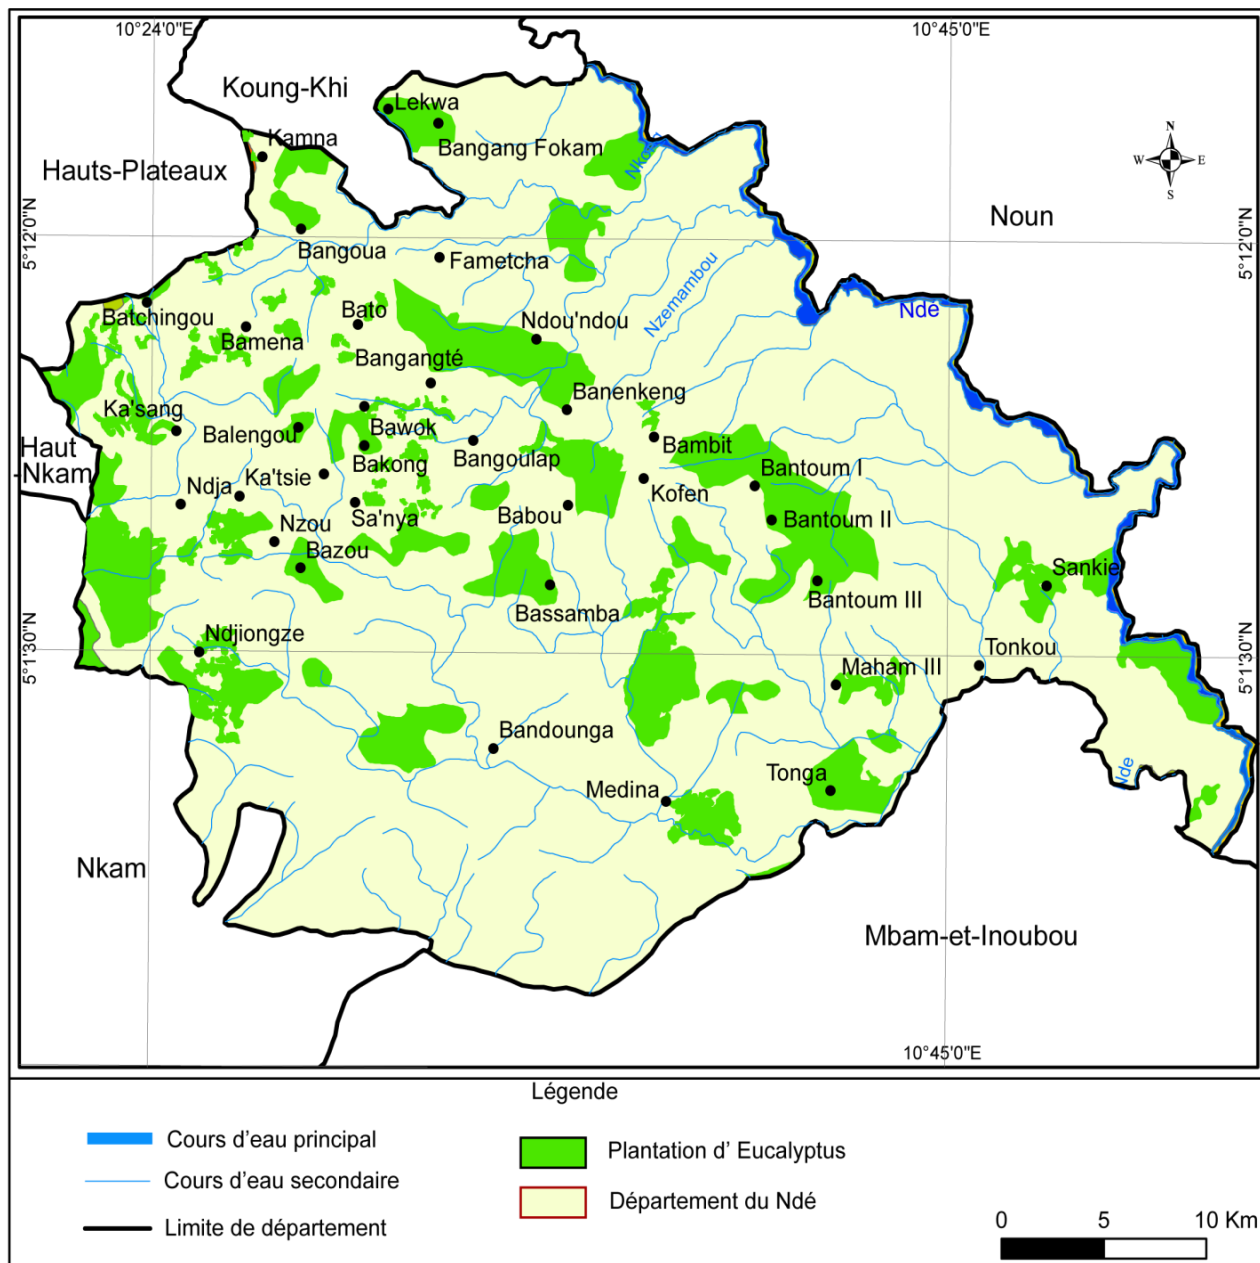 10°24'0"E
10°45'0"E
Koung-Khi
Lekwa
Bangang Fokam
Kamna
Hauts-Plateaux
N
W
E
S
Noun
5°12'0"N
5°12'0"N
Bangoua
Fametcha
Nzemambou
Ndé
Batchingou
Bamena
Bato
Ndou'ndou
Bangangté
Banenkeng
Ka'sang
Balengou
Bawok
Bambit
Haut
-Nkam
Bakong
Bangoulap
Bantoum I
Ndja
Ka'tsie
Kofen
Sa'nya
Babou
Bantoum II
Nzou
Bazou
Sankie
Bassamba
Bantoum III
Ndjiongze
Tonkou
5°1'30"N
5°1'30"N
Maham III
Bandounga
Tonga
Nde
Medina
Nkam
Mbam-et-Inoubou
10°45'0"E
Légende
Cours d'eau principal
Cours d'eau secondaire
Limite de département
Plantation d' Eucalyptus
Département du Ndé
0 5 10 Km